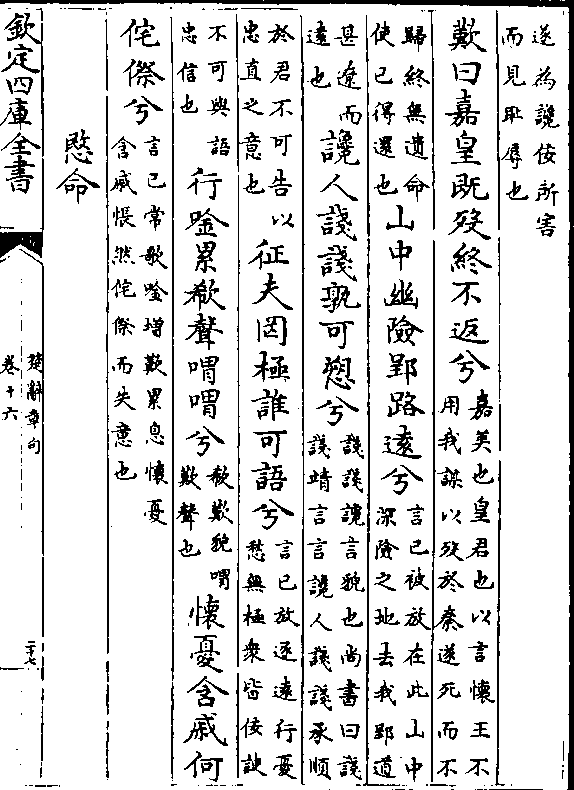 遂為讒佞所害
而見恥辱也
歎曰嘉皇既殁終不返兮
嘉美也皇君也以言懷王不
用我謀以殁於秦遂死而不
歸終無遺命
使已得還也
山中幽險郢路遠兮
言已被放在此山中
深險之地去我郢道
甚遼而
遠也
讒人諓諓孰可愬兮
諓諓讒言貌也尚書曰諓
諓靖言言讒人諓諓承順
於君不可告以
忠直之意也
征夫罔極誰可語兮
言已放逐遠行憂
愁無極衆皆佞諛
不可與語
忠信也
行唫累欷聲喟喟兮
欷歎貌喟
歎聲也
懷憂含戚何
侘傺兮
言已常歌唫增歎累息懷憂
含戚悵然侘傺而失意也
愍命
欽定四庫全書
楚辭章句
卷十六
二十七